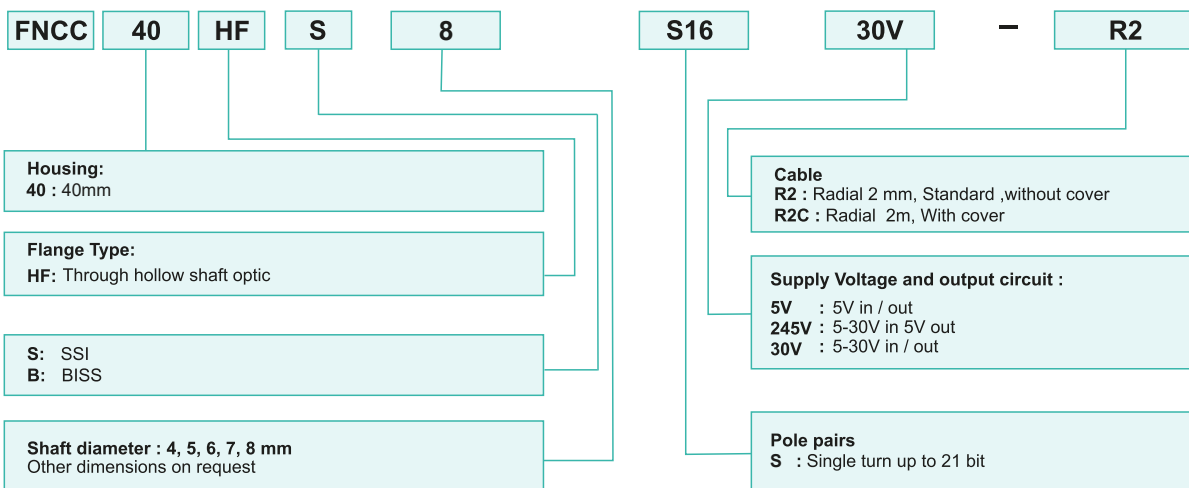 FNCC 40 HF S 8 S16 30V – R2
Housing:
40 : 40mm
Flange Type:
HF: Through hollow shaft optic
S: SSI
B: BISS
Shaft diameter : 4, 5, 6, 7, 8 mm
Other dimensions on request
Cable
R2 : Radial 2 mm, Standard ,without cover
R2C : Radial 2m, With cover
Supply Voltage and output circuit :
5V : 5V in / out
245V : 5-30V in 5V out
30V : 5-30V in / out
Pole pairs
S : Single turn up to 21 bit